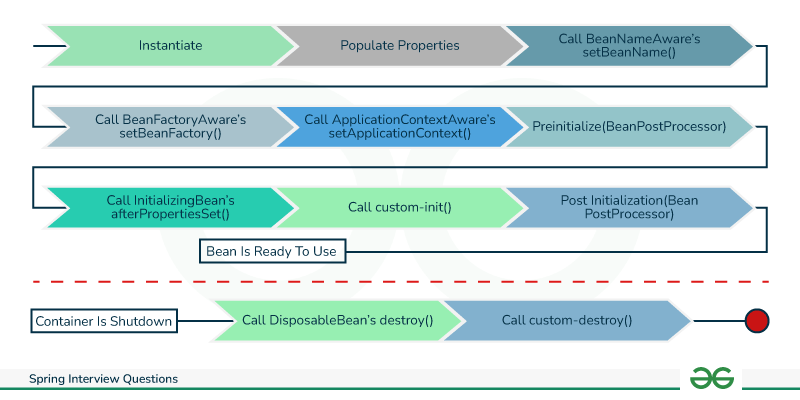 Instantiate
Populate Properties
Call BeanNameAware's
setBeanName()
Call BeanFactoryAware's
setBeanFactory()
Call ApplicationContextAware's
setApplicationContext()
Preinitialize(BeanPostProcessor)
Call InitializingBean's
afterPropertiesSet()
Call custom-init()
Post Initialization(Bean
PostProcessor)
Bean Is Ready To Use
Container Is Shutdown
Call DisposableBean's destroy()
Call custom-destroy()
Spring Interview Questions